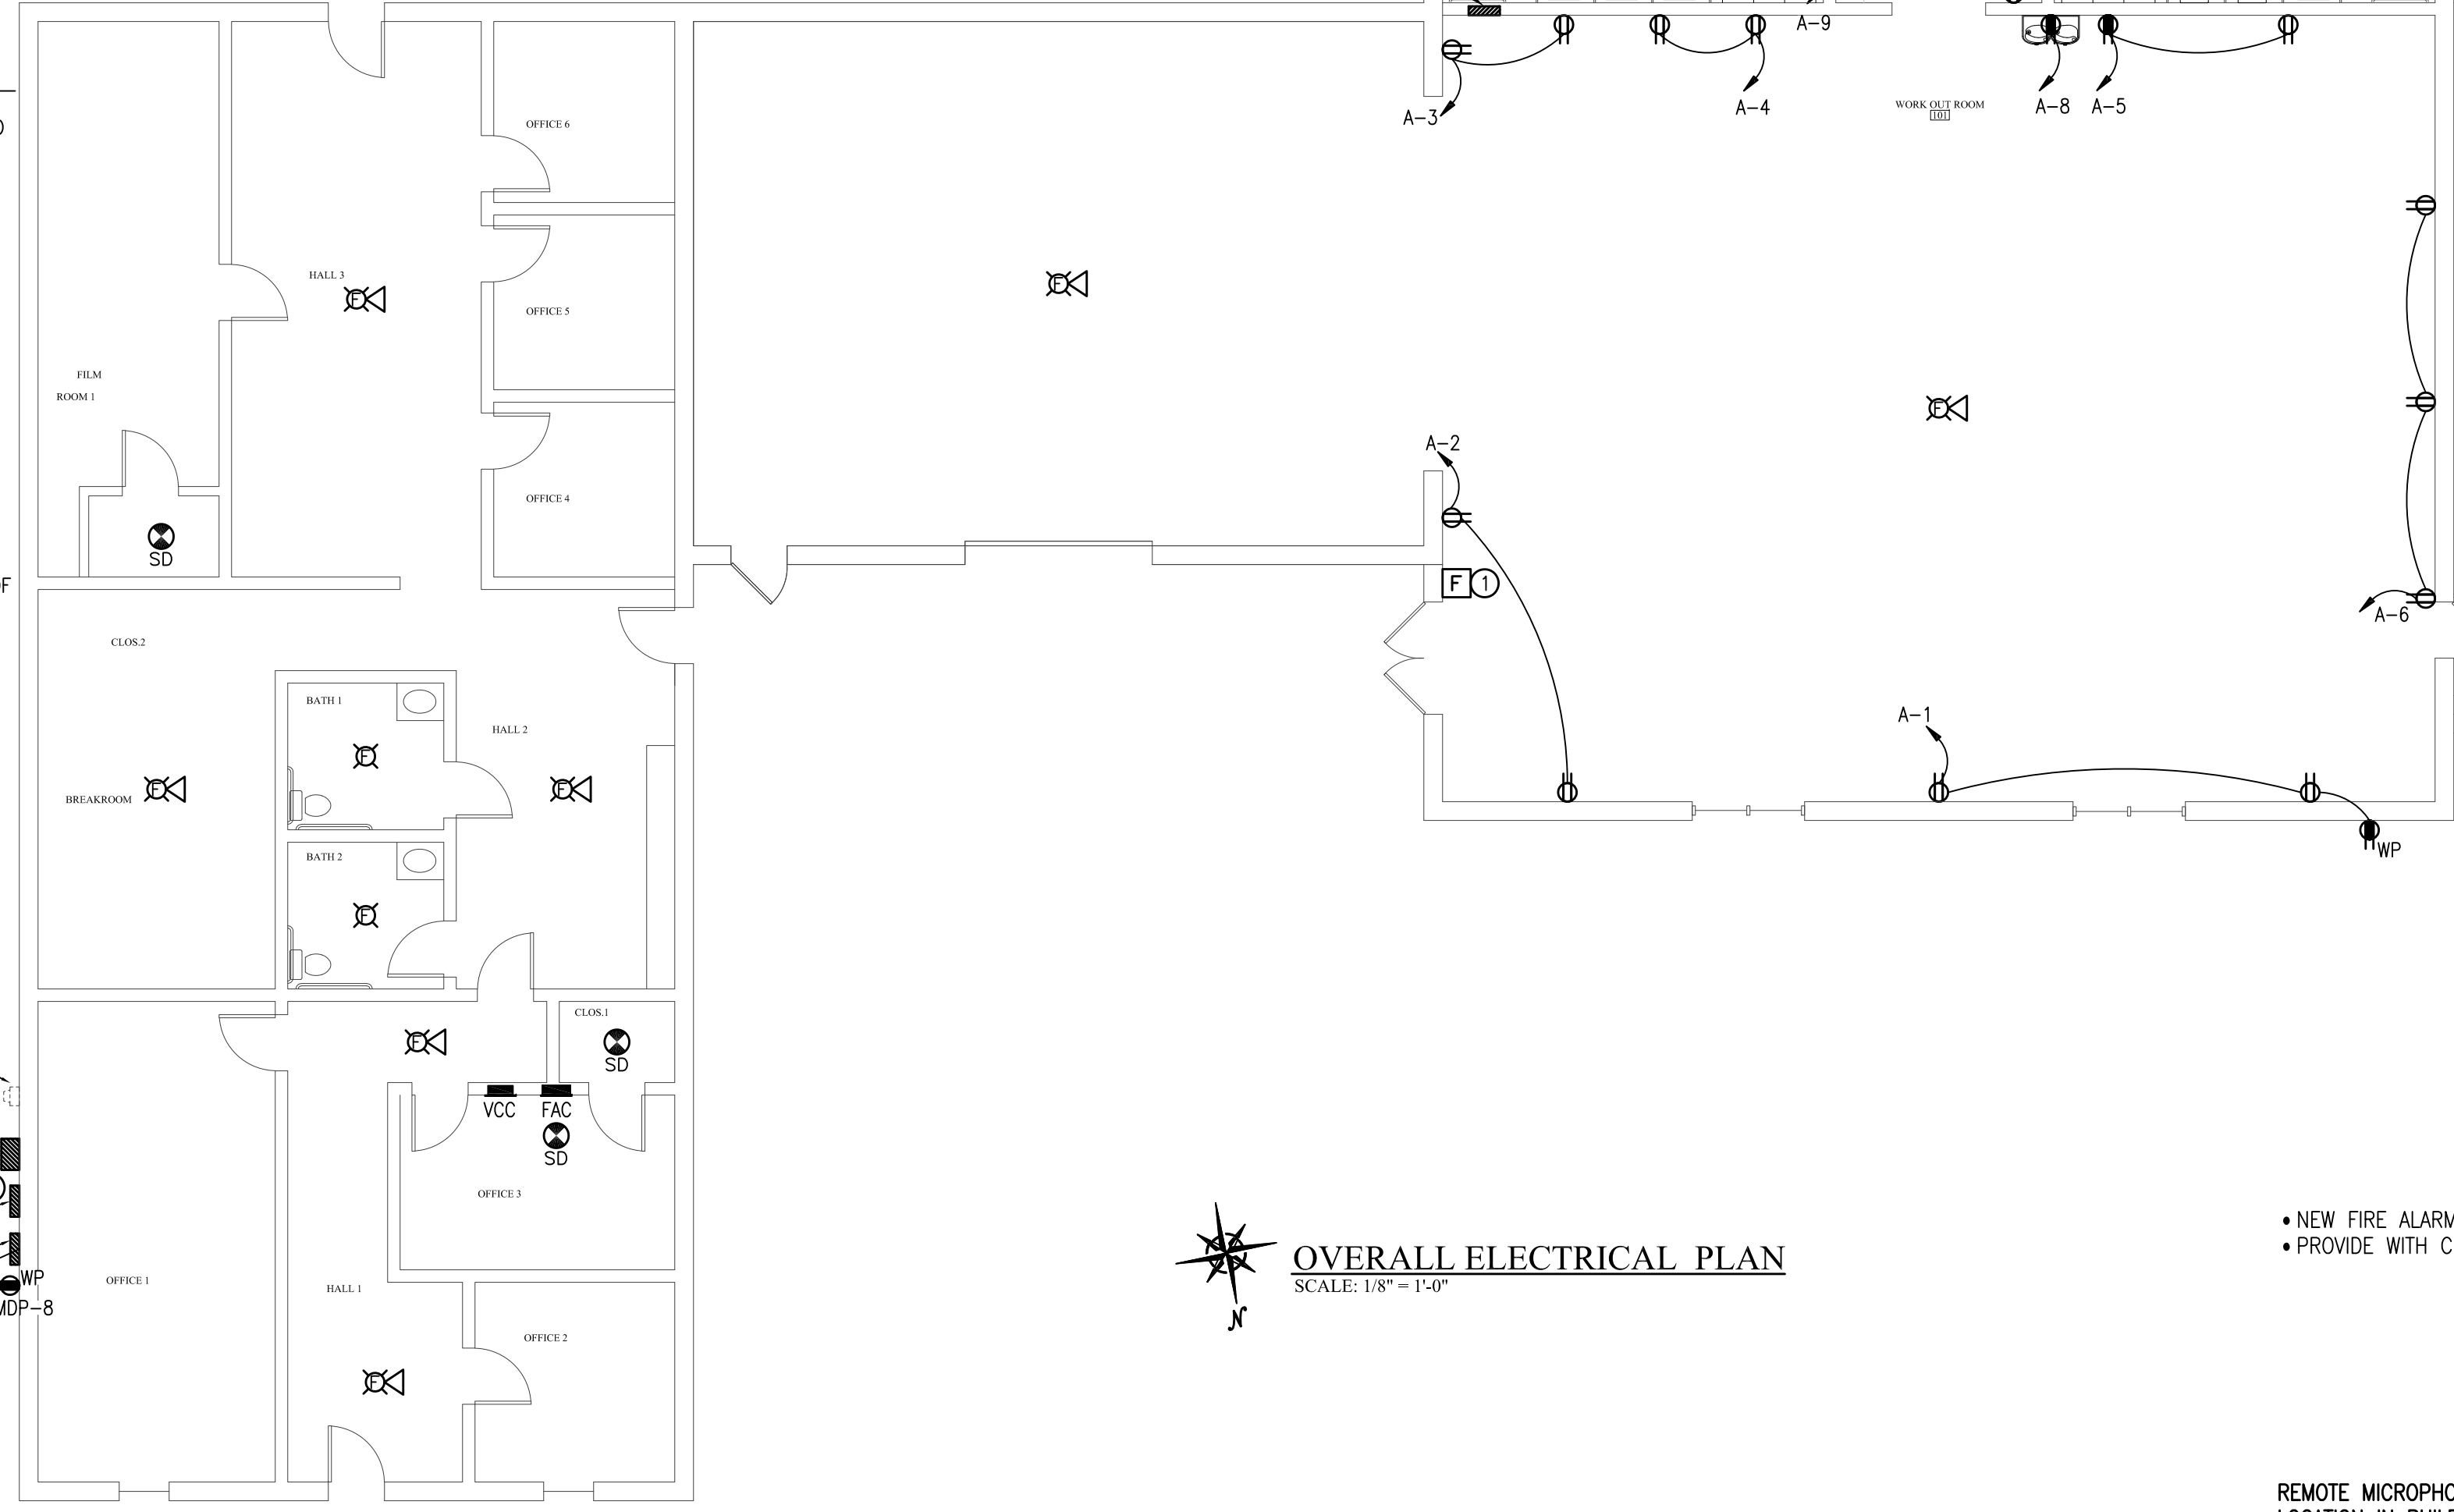 A-9
A-3
A-4
WORK OUT ROOM
101
A-8
A-5
OFFICE 6
HALL 3
F
F
OFFICE 5
FILM
ROOM 1
F
A-2
OFFICE 4
SD
F 1
A-6
CLOS.2
BATH 1
HALL 2
A-1
F
BREAKROOM
F
F
WP
BATH 2
F
CLOS.1
F
SD
VCC
FAC
SD
OFFICE 3
NEW FIRE ALARM
PROVIDE WITH C
OVERALL ELECTRICAL PLAN
SCALE: 1/8" = 1'-0"
N
WP
MDP-8
OFFICE 1
HALL 1
OFFICE 2
F
REMOTE MICROPHO